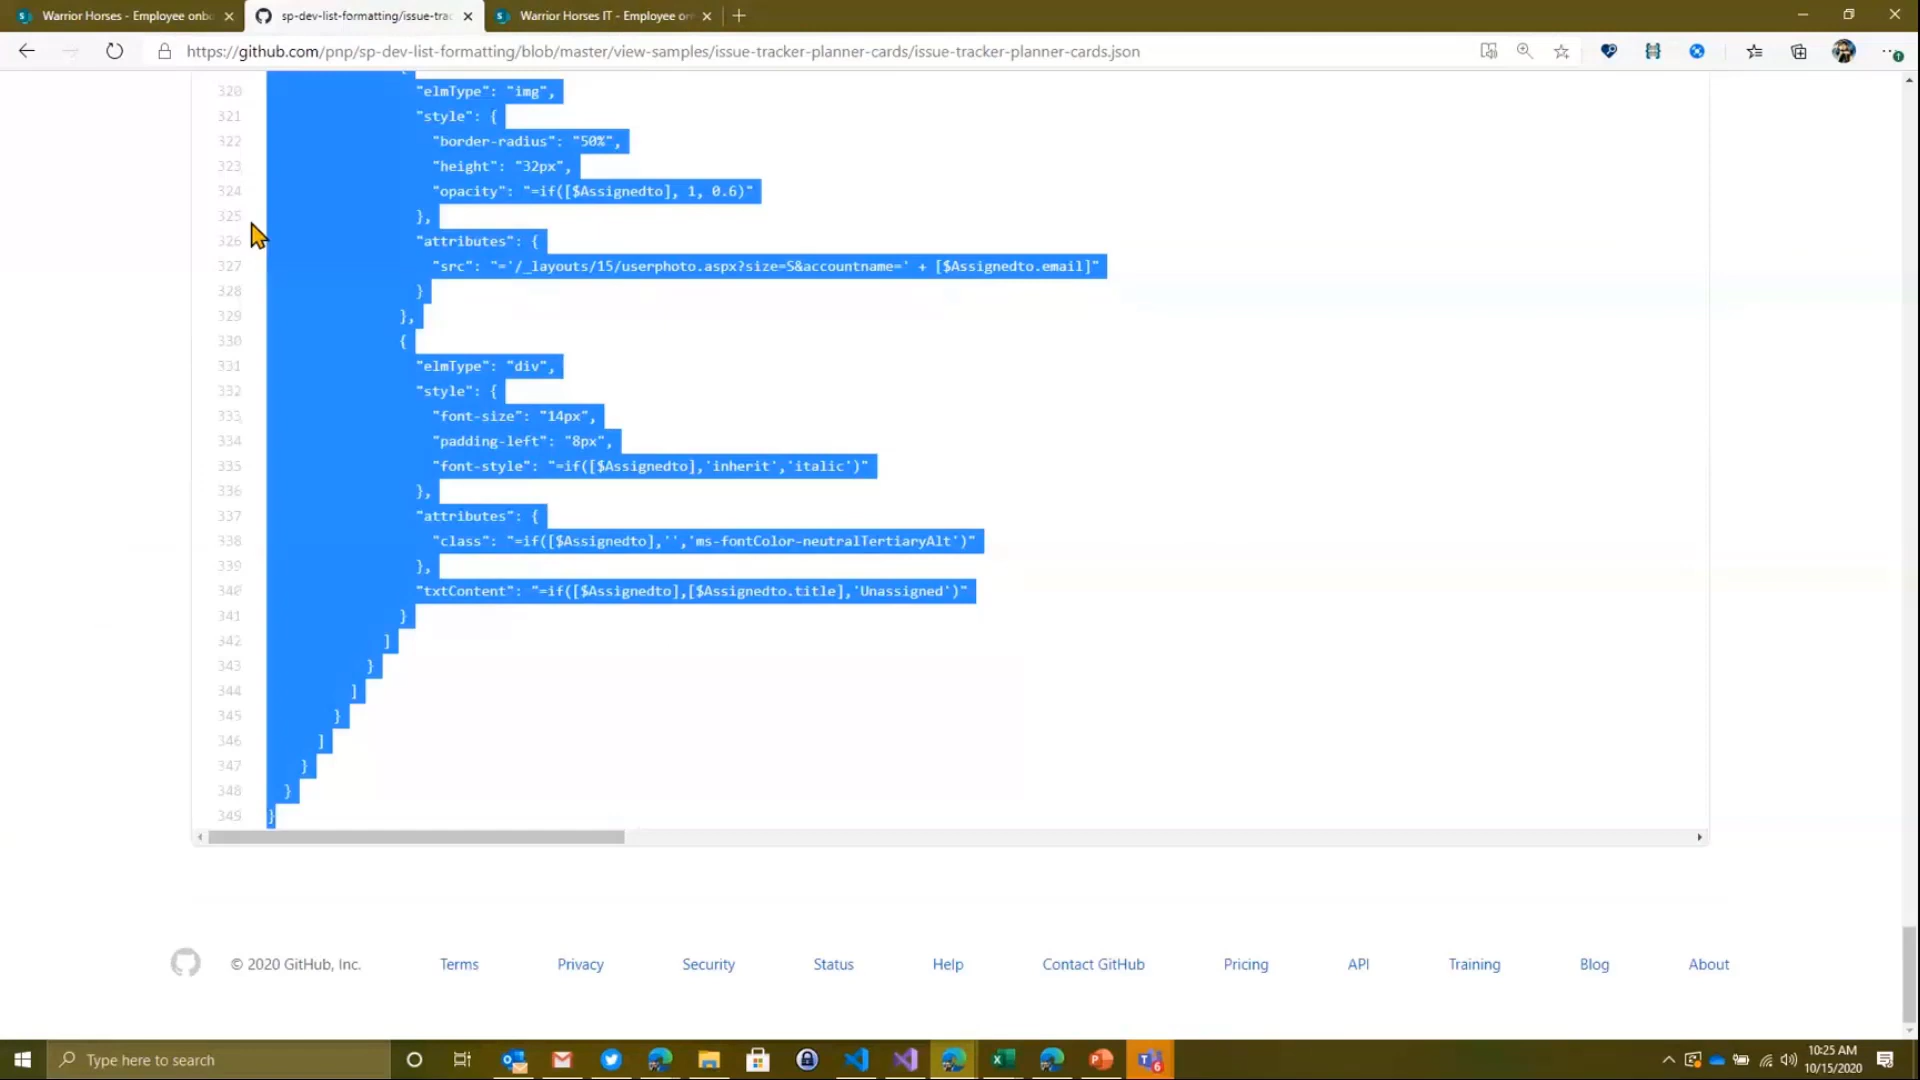 Warrior Horses - Employee onb
sp-dev-list-formatting/issue-trac
Warrior Horses IT - Employee on
https://github.com/pnp/sp-dev-list-formatting/blob/master/view-samples/issue-tracker-planner-cards/issue-tracker-planner-cards.json
320 "elmType": "img",
321 "style": {
322 "border-radius": "50%",
323 "height": "32px",
324 "opacity": "=if([$Assignedto], 1, 0.6)"
325 },
326 "attributes": {
327 "src": "='/_layouts/15/userphoto.aspx?size=S&accountname=' + [$Assignedto.email]"
328 }
329 },
330 {
331 "elmType": "div",
332 "style": {
333 "font-size": "14px",
334 "padding-left": "8px",
335 "font-style": "=if([$Assignedto],'inherit','italic')"
336 },
337 "attributes": {
338 "class": "=if([$Assignedto],'','ms-fontColor-neutralTertiaryAlt')"
339 },
340 "txtContent": "=if([$Assignedto],[$Assignedto.title],'Unassigned')"
341 }
342 ]
343 }
344 ]
345 }
346 ]
347 }
348 }
349 }
© 2020 GitHub, Inc. Terms Privacy Security Status Help Contact GitHub Pricing API Training Blog About
Type here to search
10:25 AM
10/15/2020